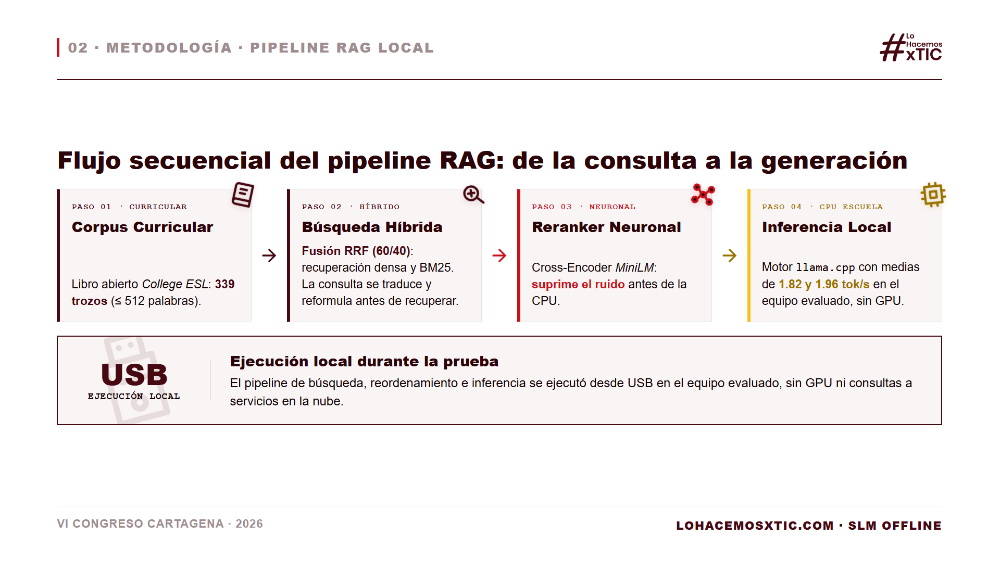 02 · METODOLOGÍA · PIPELINE RAG LOCAL
#Lo
Hacemos
xTIC
Flujo secuencial del pipeline RAG: de la consulta a la generación
PASO 01 · CURRICULAR
Corpus Curricular
Libro abierto College ESL: 339
trozos (≤ 512 palabras).
PASO 02 · HÍBRIDO
Búsqueda Híbrida
Fusión RRF (60/40):
recuperación densa y BM25.
La consulta se traduce y
reformula antes de recuperar.
PASO 03 · NEURONAL
Reranker Neuronal
Cross-Encoder MiniLM:
suprime el ruido antes de la
CPU.
PASO 04 · CPU ESCUELA
Inferencia Local
Motor llama.cpp con medias
de 1.82 y 1.96 tok/s en el
equipo evaluado, sin GPU.
USB
EJECUCIÓN LOCAL
Ejecución local durante la prueba
El pipeline de búsqueda, reordenamiento e inferencia se ejecutó desde USB en el equipo evaluado, sin GPU ni consultas a
servicios en la nube.
VI CONGRESO CARTAGENA · 2026
LOHACEMOSXTIC.COM · SLM OFFLINE